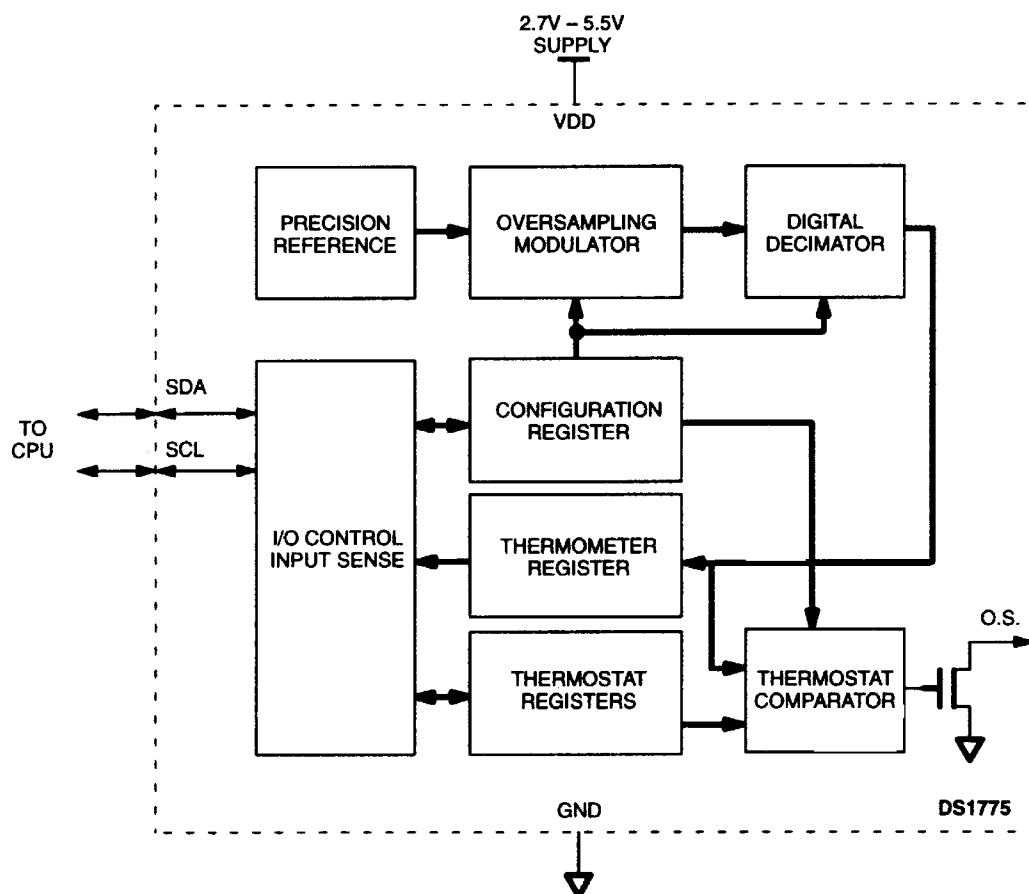 2.7V – 5.5V
SUPPLY
VDD
PRECISION
REFERENCE
OVERSAMPLING
MODULATOR
DIGITAL
DECIMATOR
SDA
TO
CPU
SCL
I/O CONTROL
INPUT SENSE
CONFIGURATION
REGISTER
THERMOMETER
REGISTER
THERMOSTAT
REGISTERS
THERMOSTAT
COMPARATOR
O.S.
GND
DS1775